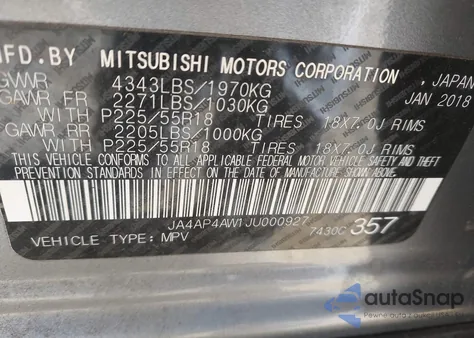 MFD.BY MITSUBISHI MOTORS CORPORATION, JAPAN
GVWR 4343LBS/1970KG JAN 2018
GAWR FR 2271LBS/1030KG
WITH P225/55R18 TIRES 18X7.0J RIMS
GAWR RR 2205LBS/1000KG
WITH P225/55R18 TIRES 18X7.0J RIMS
THIS VEHICLE CONFORMS TO ALL APPLICABLE FEDERAL MOTOR VEHICLE SAFETY, BUMPER AND THEFT
PREVENTION STANDARDS IN EFFECT ON THE DATE OF MANUFACTURE SHOWN ABOVE.
JA4AP4AW1JU000927
VEHICLE TYPE: MPV 7430G 357
autoSnap